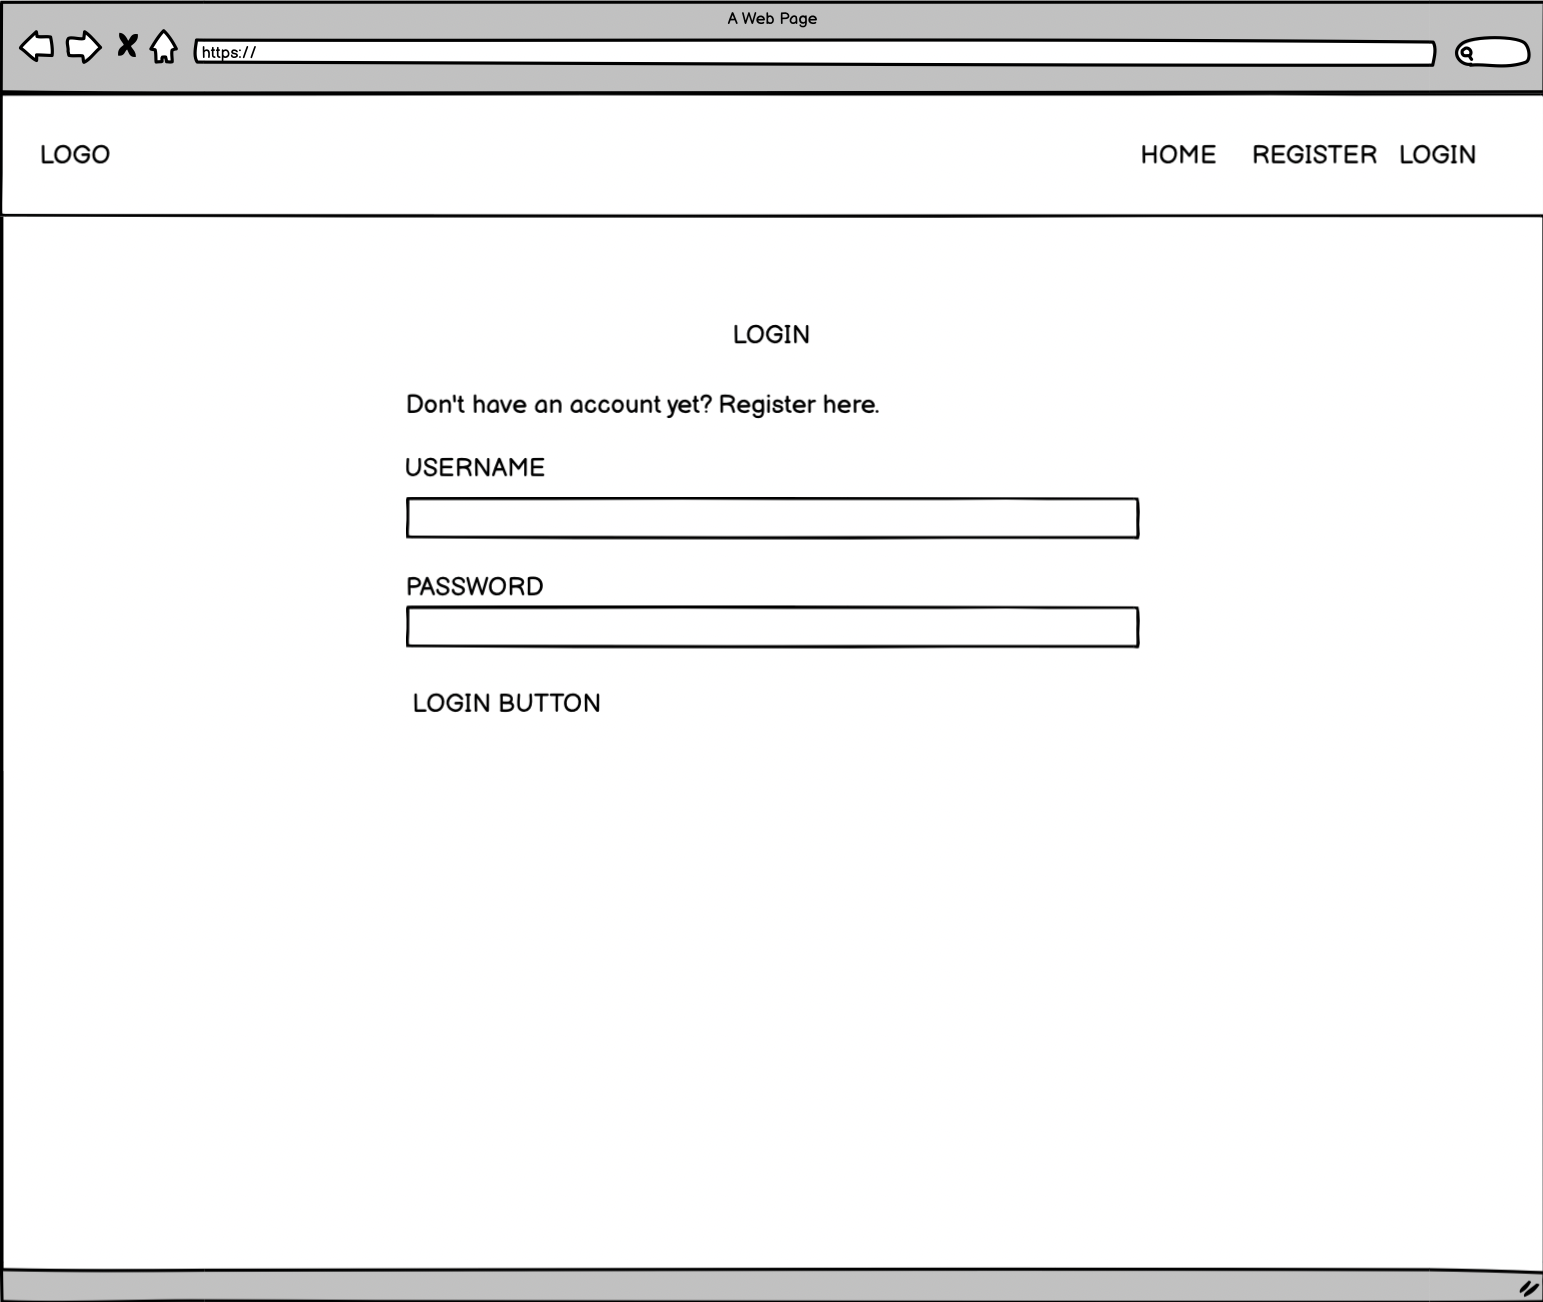 A Web Page
https://
LOGO HOME REGISTER LOGIN
LOGIN
Don't have an account yet? Register here.
USERNAME
PASSWORD
LOGIN BUTTON